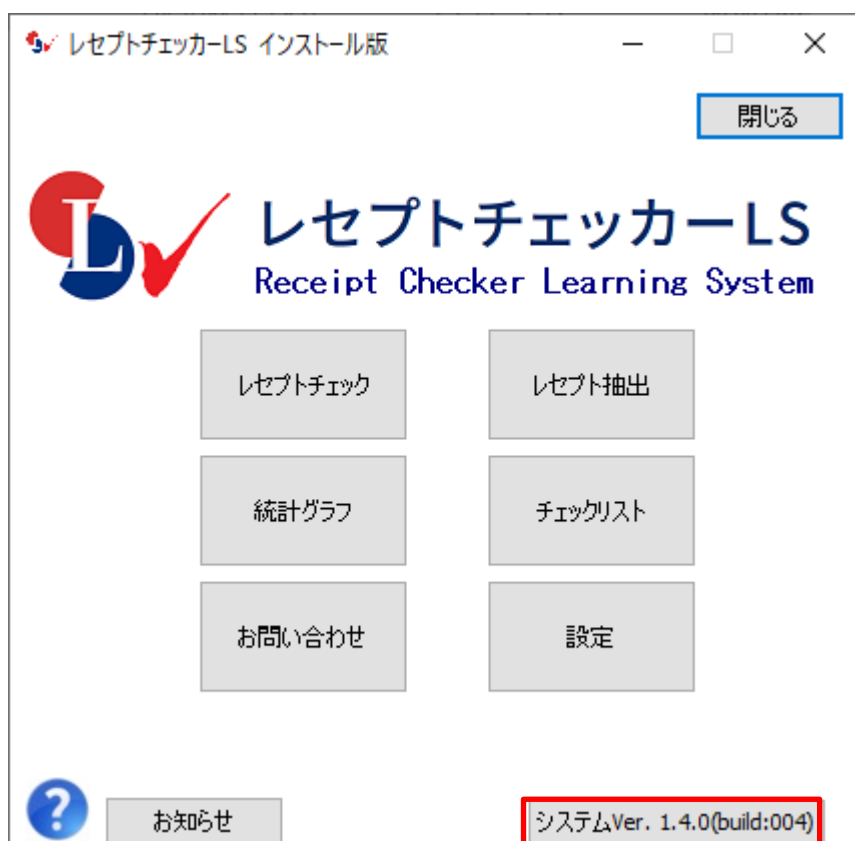 レセプトチェッカーLS インストール版
閉じる
レセプトチェッカーLS
Receipt Checker Learning System
レセプトチェック
レセプト抽出
統計グラフ
チェックリスト
お問い合わせ
設定
?
お知らせ
システムVer. 1.4.0(build:004)